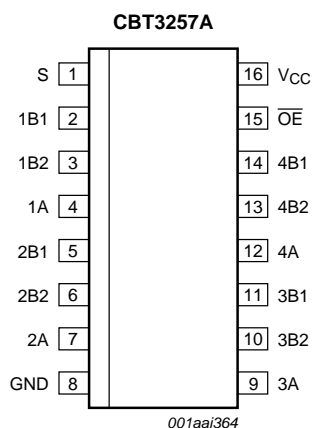 CBT3257A
S 1 16 VCC
1B1 2 15 OE
1B2 3 14 4B1
1A 4 13 4B2
2B1 5 12 4A
2B2 6 11 3B1
2A 7 10 3B2
GND 8 9 3A
001aai364